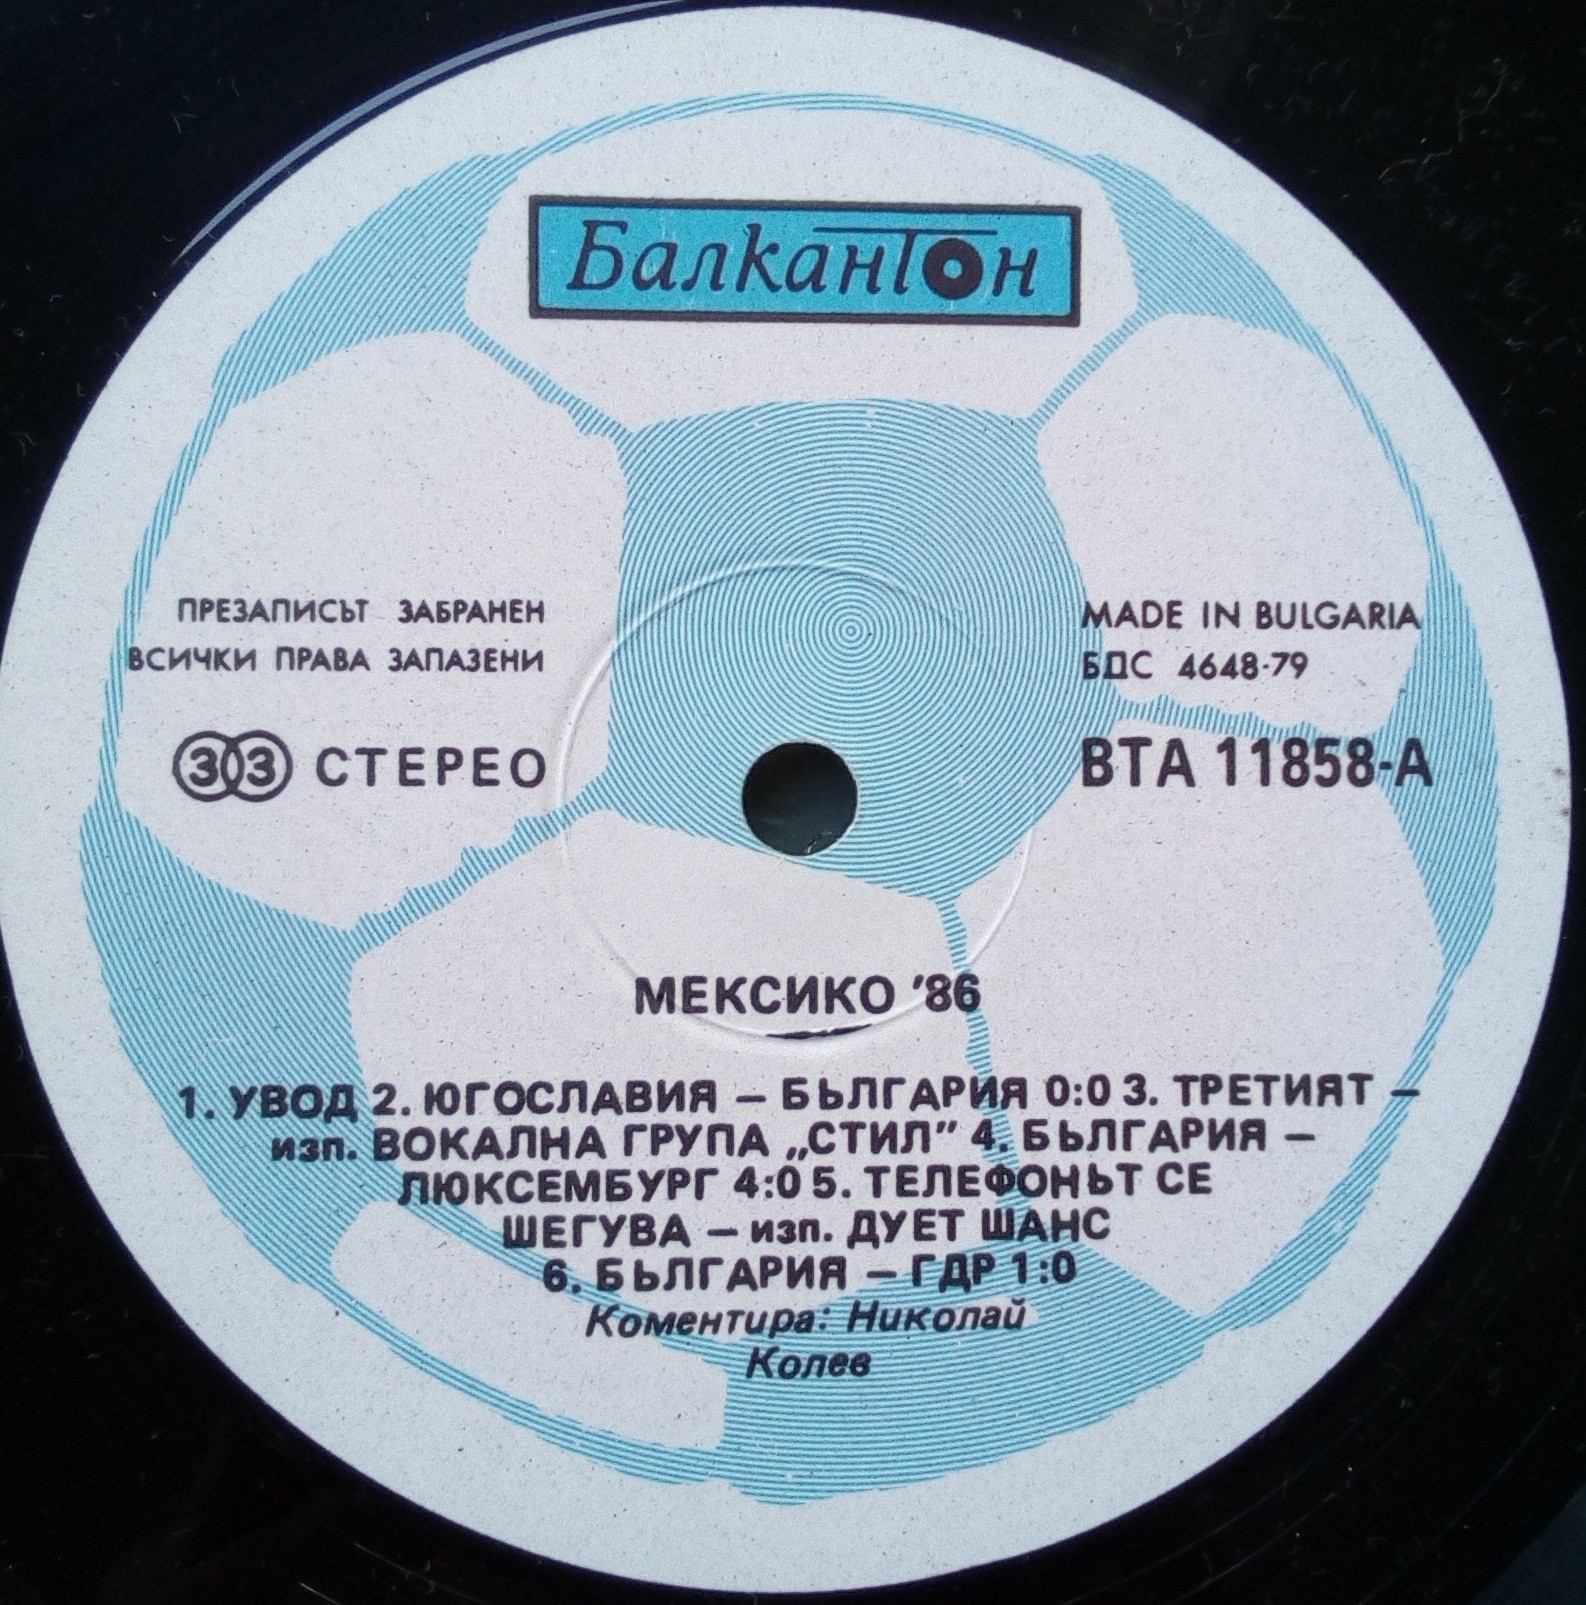 Балкантон
ПРЕЗАПИСЪТ ЗАБРАНЕН
ВСИЧКИ ПРАВА ЗАПАЗЕНИ
33 СТЕРЕО
MADE IN BULGARIA
БДС 4648-79
ВТА 11858-А
МЕКСИКО '86
1. УВОД 2. ЮГОСЛАВИЯ – БЪЛГАРИЯ 0:0 3. ТРЕТИЯТ –
изп. ВОКАЛНА ГРУПА „СТИЛ” 4. БЪЛГАРИЯ –
ЛЮКСЕМБУРГ 4:0 5. ТЕЛЕФОНЪТ СЕ
ШЕГУВА – изп. ДУЕТ ШАНС
6. БЪЛГАРИЯ – ГДР 1:0
Коментира: Николай
Колев